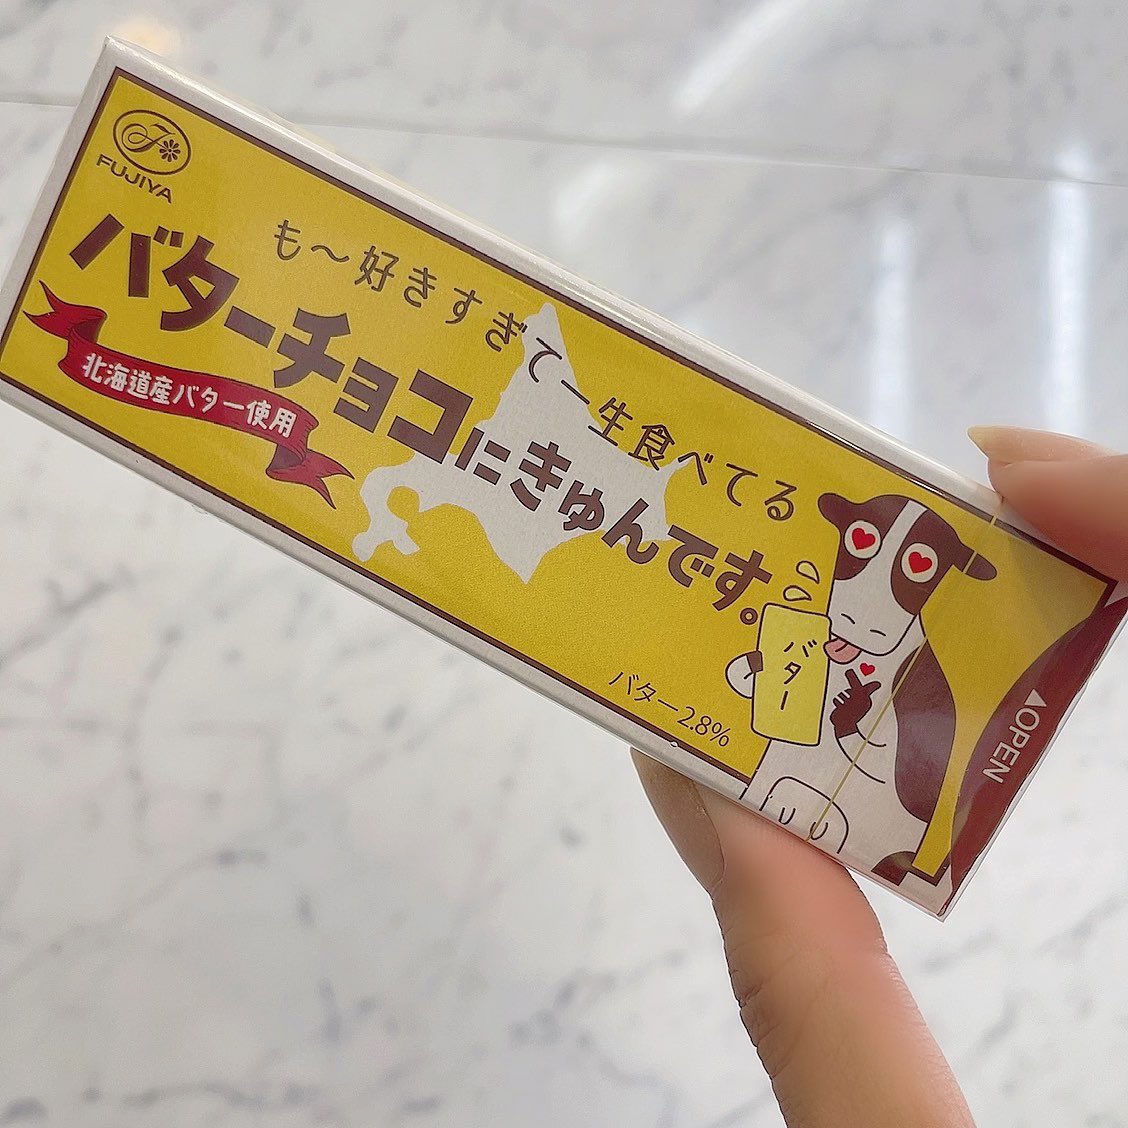 FUJIYA
も〜好きすぎて一生食べてる
バターチョコにきゅんです。
北海道産バター使用
バター
バター2.8%
▲OPEN